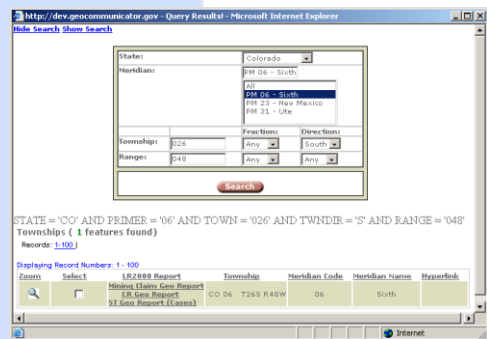 http://dev.geocommunicator.gov - Query Results! - Microsoft Internet Explorer
Hide Search Show Search
State: Colorado
Meridian: PM 06 - Sixth
All
PM 06 - Sixth
PM 23 - New Mexico
PM 31 - Ute
Fraction: Direction:
Township: 026 Any South
Range: 048 Any Any
Search
STATE = 'CO' AND PRIMER = '06' AND TOWN = '026' AND TWNDIR = 'S' AND RANGE = '048'
Townships ( 1 features found)
Records: 1-100 |
Displaying Record Numbers: 1 - 100
Zoom Select LR2000 Report Township Meridian Code Meridian Name Hyperlink
Mining Claim Geo Report
CR Geo Report CO 06 T26S R48W 06 Sixth
ST Geo Report (Cases)
Internet